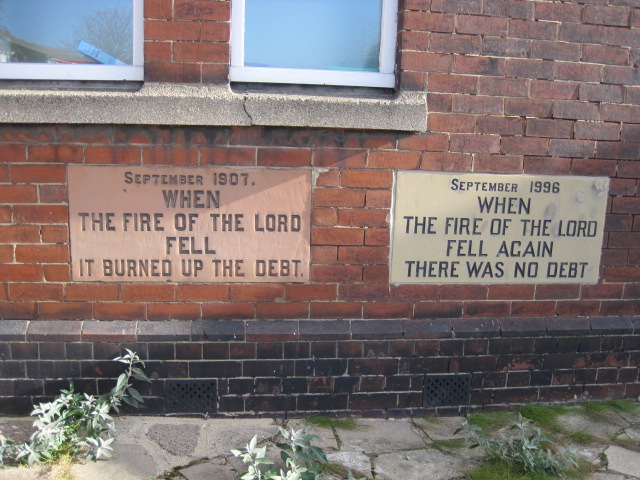 September 1907.
WHEN
THE FIRE OF THE LORD
FELL
IT BURNED UP THE DEBT.
September 1996
WHEN
THE FIRE OF THE LORD
FELL AGAIN
THERE WAS NO DEBT